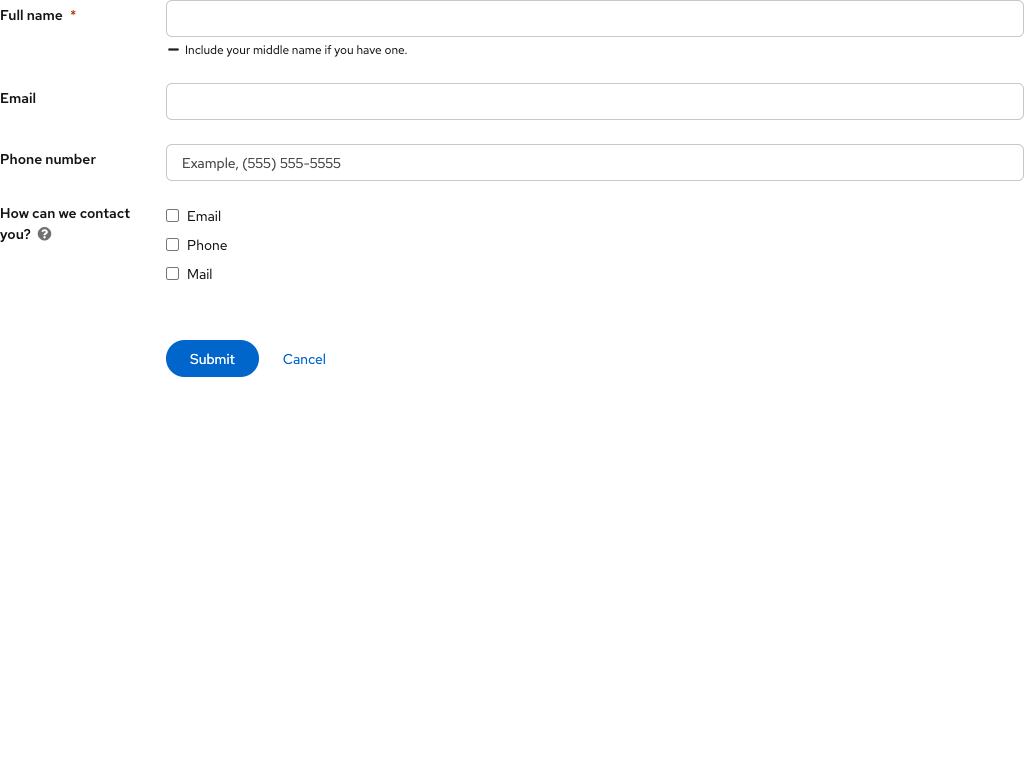 Full name *
Include your middle name if you have one.
Email
Phone number
Example, (555) 555-5555
How can we contact
you?
Email
Phone
Mail
Submit
Cancel